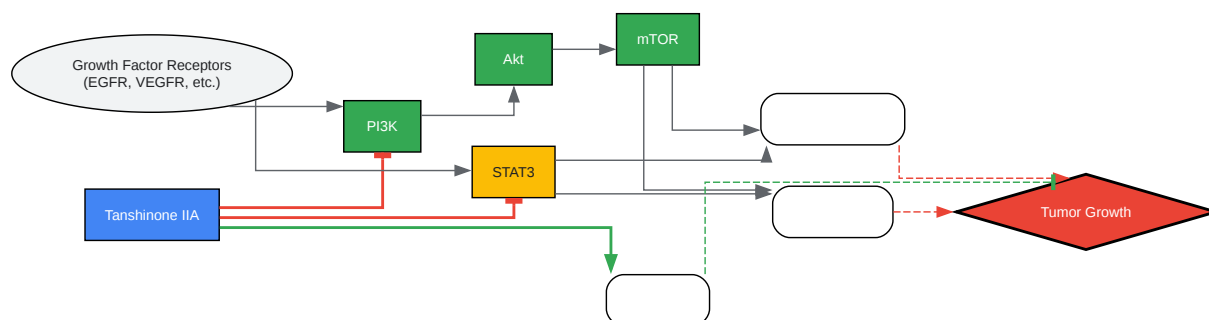 Growth Factor Receptors
(EGFR, VEGFR, etc.)
Akt
mTOR
PI3K
STAT3
Tanshinone IIA
Tumor Growth